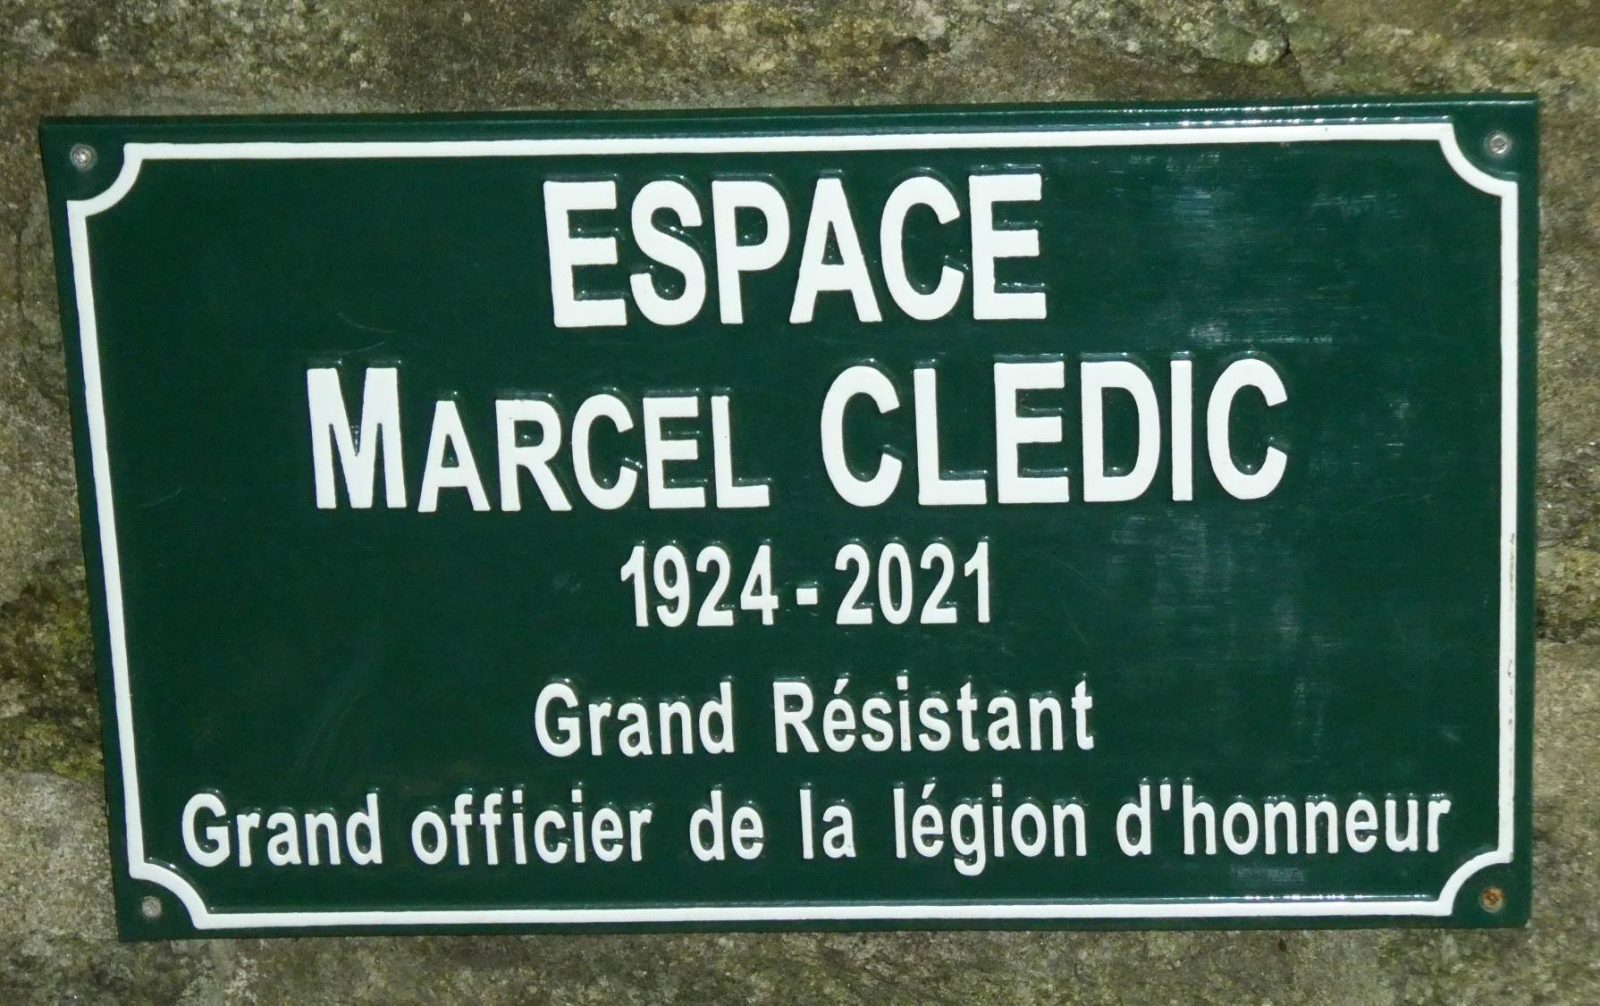 ESPACE
MARCEL CLEDIC
1924 - 2021
Grand Résistant
Grand officier de la légion d'honneur